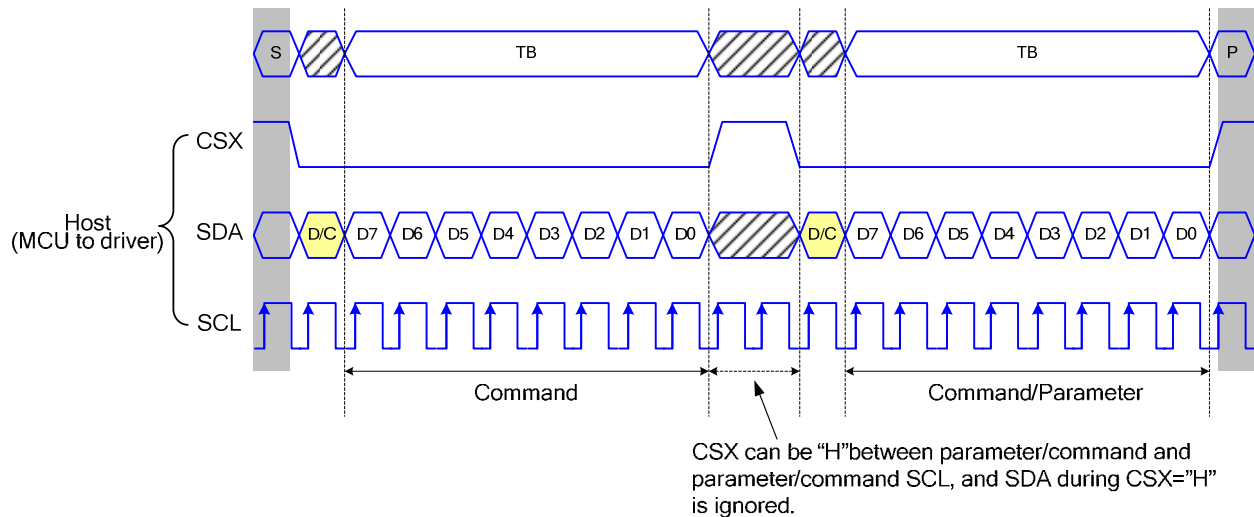 S TB TB P
CSX
Host
(MCU to driver)
SDA D/C D7 D6 D5 D4 D3 D2 D1 D0 D/C D7 D6 D5 D4 D3 D2 D1 D0
SCL
Command Command/Parameter
CSX can be “H”between parameter/command and
parameter/command SCL, and SDA during CSX=”H”
is ignored.